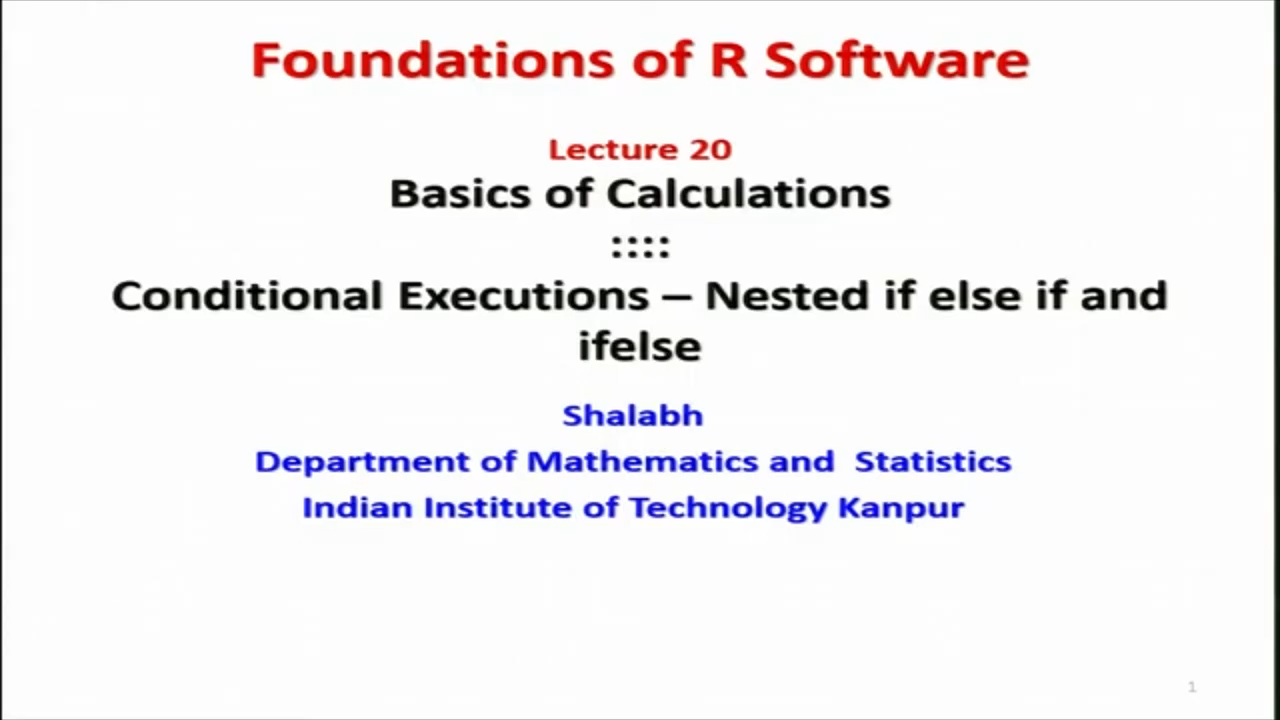 Foundations of R Software
Lecture 20
Basics of Calculations
::::
Conditional Executions – Nested if else if and
ifelse
Shalabh
Department of Mathematics and Statistics
Indian Institute of Technology Kanpur
1